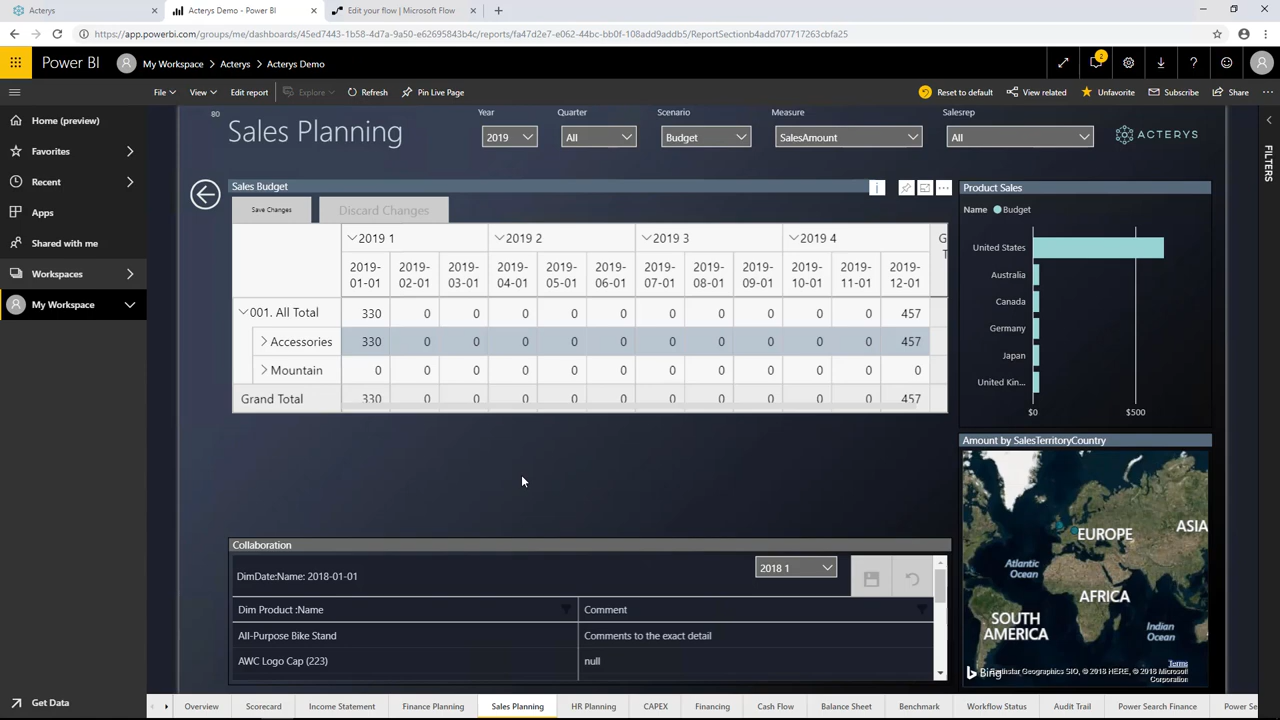 Acterys
Acterys Demo - Power BI
Edit your flow | Microsoft Flow
https://app.powerbi.com/groups/me/dashboards/45ed7443-1b58-4d7a-9a50-e62695843b4c/reports/fa47d2e7-0662-44bc-bb0f-108add9addb5/ReportSectionb4add707717263cbfa25
Power BI
My Workspace > Acterys > Acterys Demo
2
File
View
Edit report
Explore
Refresh
Pin Live Page
Reset to default
View related
Unfavorite
Subscribe
Share
Home (preview)
Favorites
Recent
Apps
Shared with me
Workspaces
My Workspace
Get Data
FILTERS
80
Sales Planning
Year
Quarter
Scenario
Measure
Salesrep
2019
All
Budget
SalesAmount
All
ACTERYS
Sales Budget
Save Changes
Discard Changes
2019 1
2019 2
2019 3
2019 4
G
T
2019-01-01
2019-02-01
2019-03-01
2019-04-01
2019-05-01
2019-06-01
2019-07-01
2019-08-01
2019-09-01
2019-10-01
2019-11-01
2019-12-01
001. All Total 330 0 0 0 0 0 0 0 0 0 0 457
Accessories 330 0 0 0 0 0 0 0 0 0 0 457
Mountain 0 0 0 0 0 0 0 0 0 0 0 0
Grand Total 330 0 0 0 0 0 0 0 0 0 0 457
Product Sales
Name Budget
United States
Australia
Canada
Germany
Japan
United Kin...
$0
$500
Amount by SalesTerritoryCountry
EUROPE
ASIA
Atlantic
Ocean
AFRICA
SOUTH
AMERICA
Indian
Ocean
Terms
Bing
© 2018 HERE, © 2018 Microsoft
Corporation
Collaboration
DimDate:Name: 2018-01-01
2018 1
Dim Product :Name
Comment
All-Purpose Bike Stand
Comments to the exact detail
AWC Logo Cap (223)
null
Overview
Scorecard
Income Statement
Finance Planning
Sales Planning
HR Planning
CAPEX
Financing
Cash Flow
Balance Sheet
Benchmark
Workflow Status
Audit Trail
Power Search Finance
Power Se